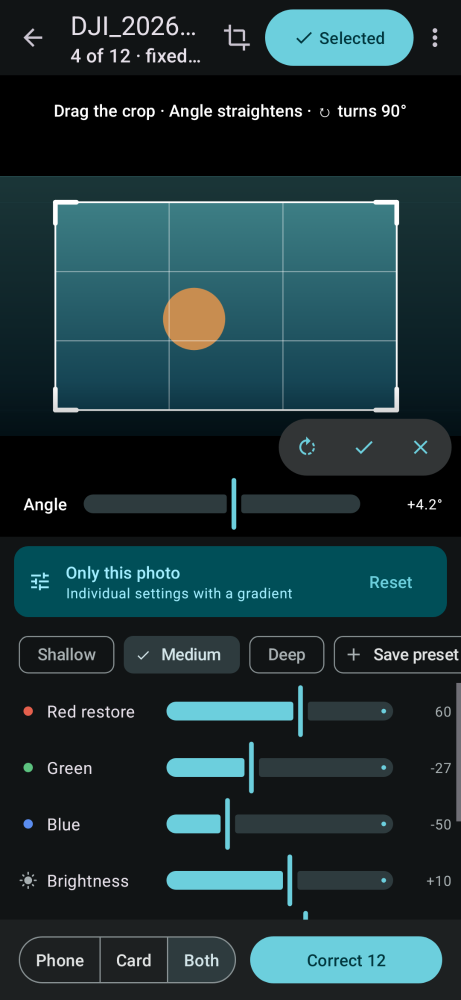 DJI_2026...
4 of 12 · fixed...
Selected
Drag the crop · Angle straightens · ↻ turns 90°
Angle
+4.2°
Only this photo
Individual settings with a gradient
Reset
Shallow
Medium
Deep
Save preset
Red restore
60
Green
-27
Blue
-50
Brightness
+10
Phone
Card
Both
Correct 12